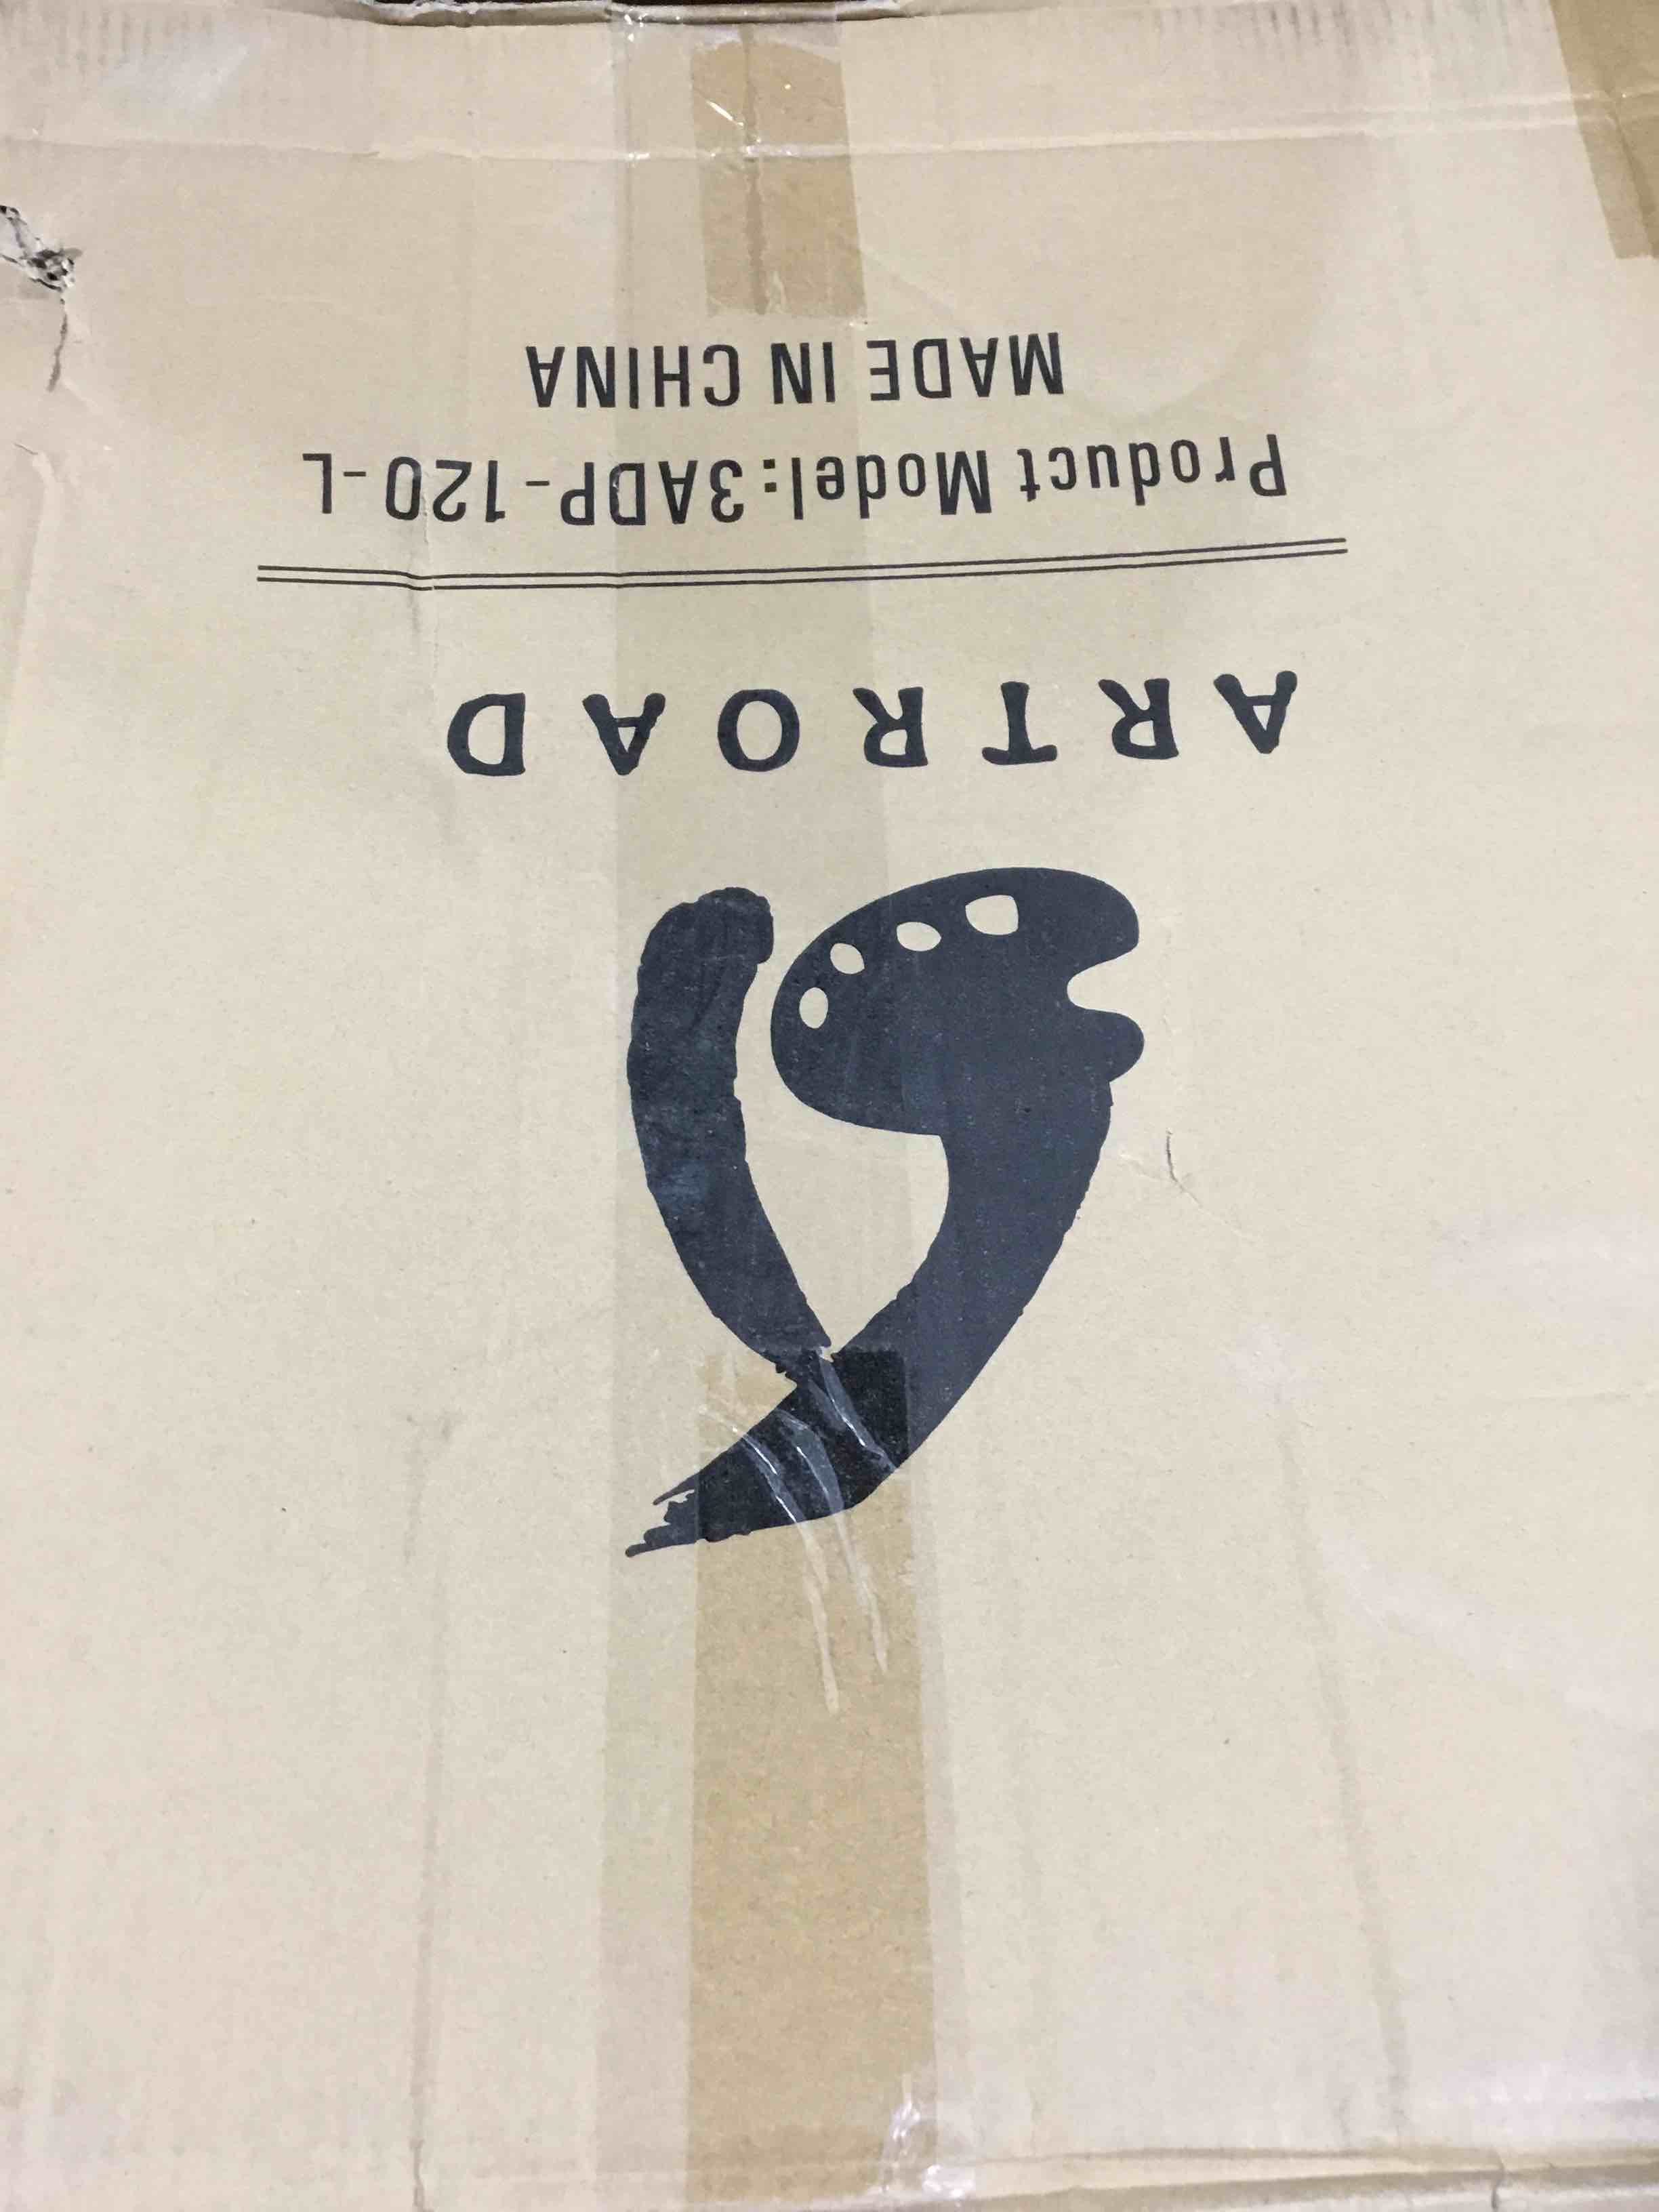 ARTROAD
Product Model:3ADP-120-L
MADE IN CHINA